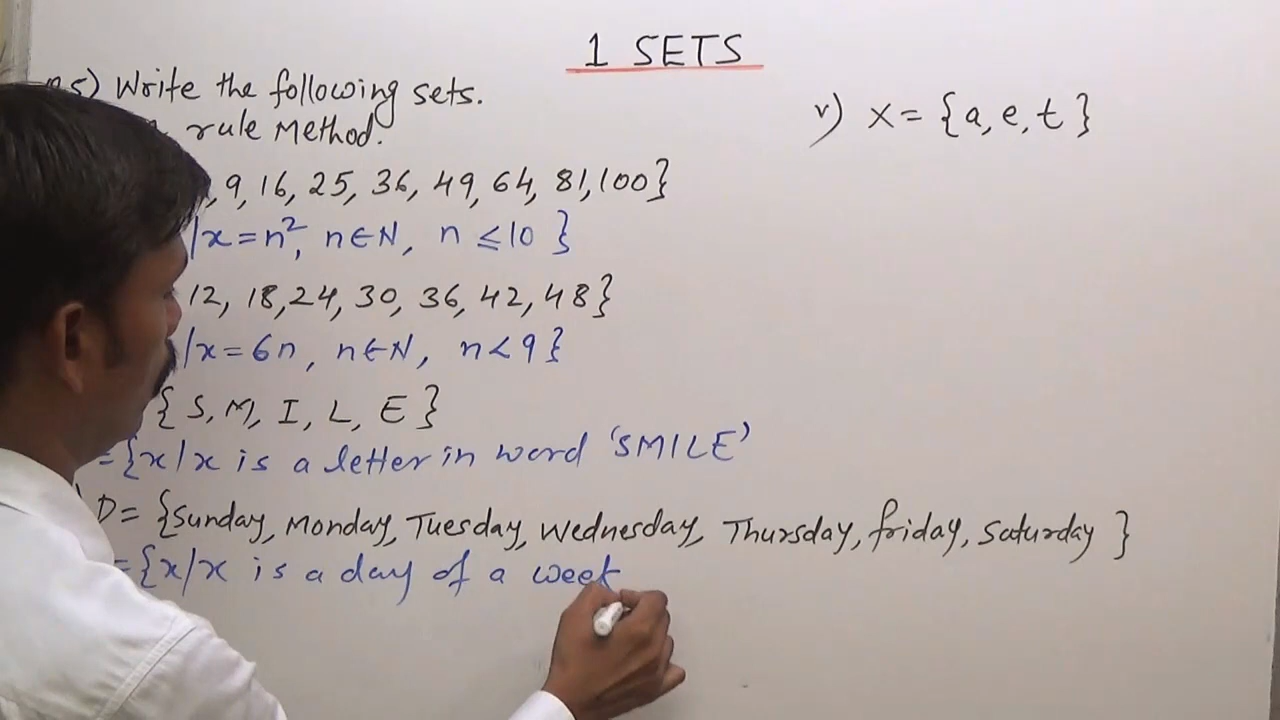 1 SETS
5) Write the following sets.
rule Method.
, 9, 16, 25, 36, 49, 64, 81, 100}
/x = n², n∈N, n ≤ 10 }
12, 18, 24, 30, 36, 42, 48}
/x = 6n, n∈N, n < 9}
{ S, M, I, L, E }
= {x/x is a letter in word 'SMILE'
D = {Sunday, Monday, Tuesday, Wednesday, Thursday, friday, Saturday }
= {x/x is a day of a week
v) X = {a, e, t }